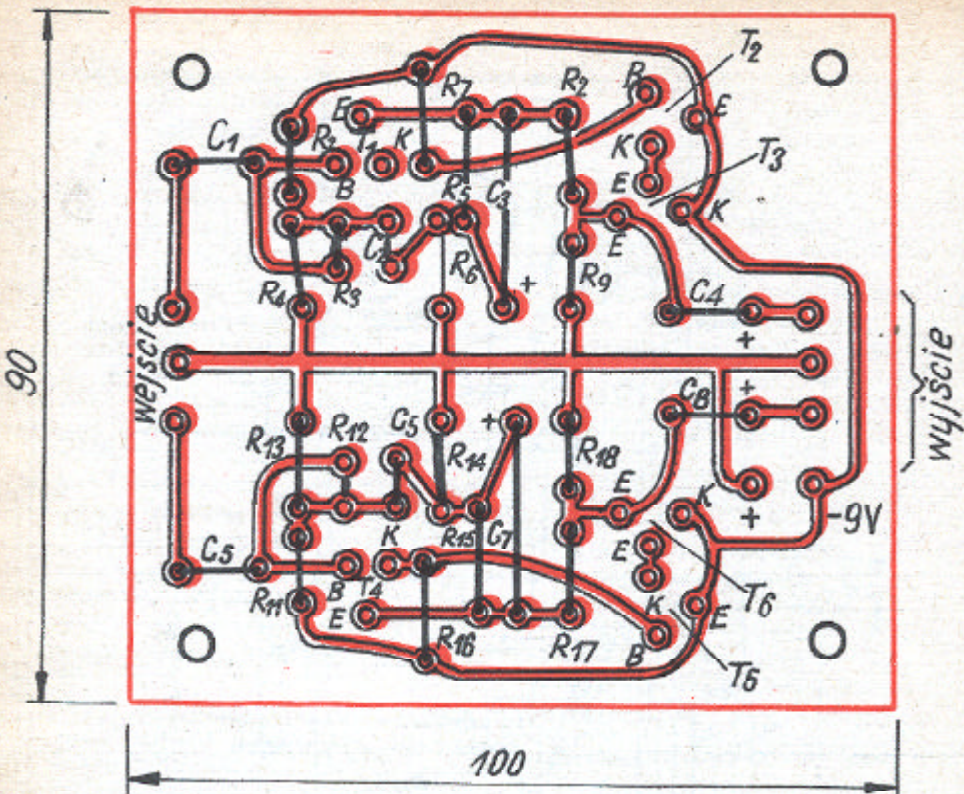 T2
R7
R2
B
E
E
C1
R2
T1
K
K
T3
B
R5
C3
E
K
C2
E
R4
R3
R6
+
R9
C4
wejście
+
90
+
wyjście
C8
R13
R12
C5
+
R14
R18
E
K
+
-9V
C5
K
R15
C7
E
B
T4
T6
R11
E
R16
R17
K
E
B
T6
100